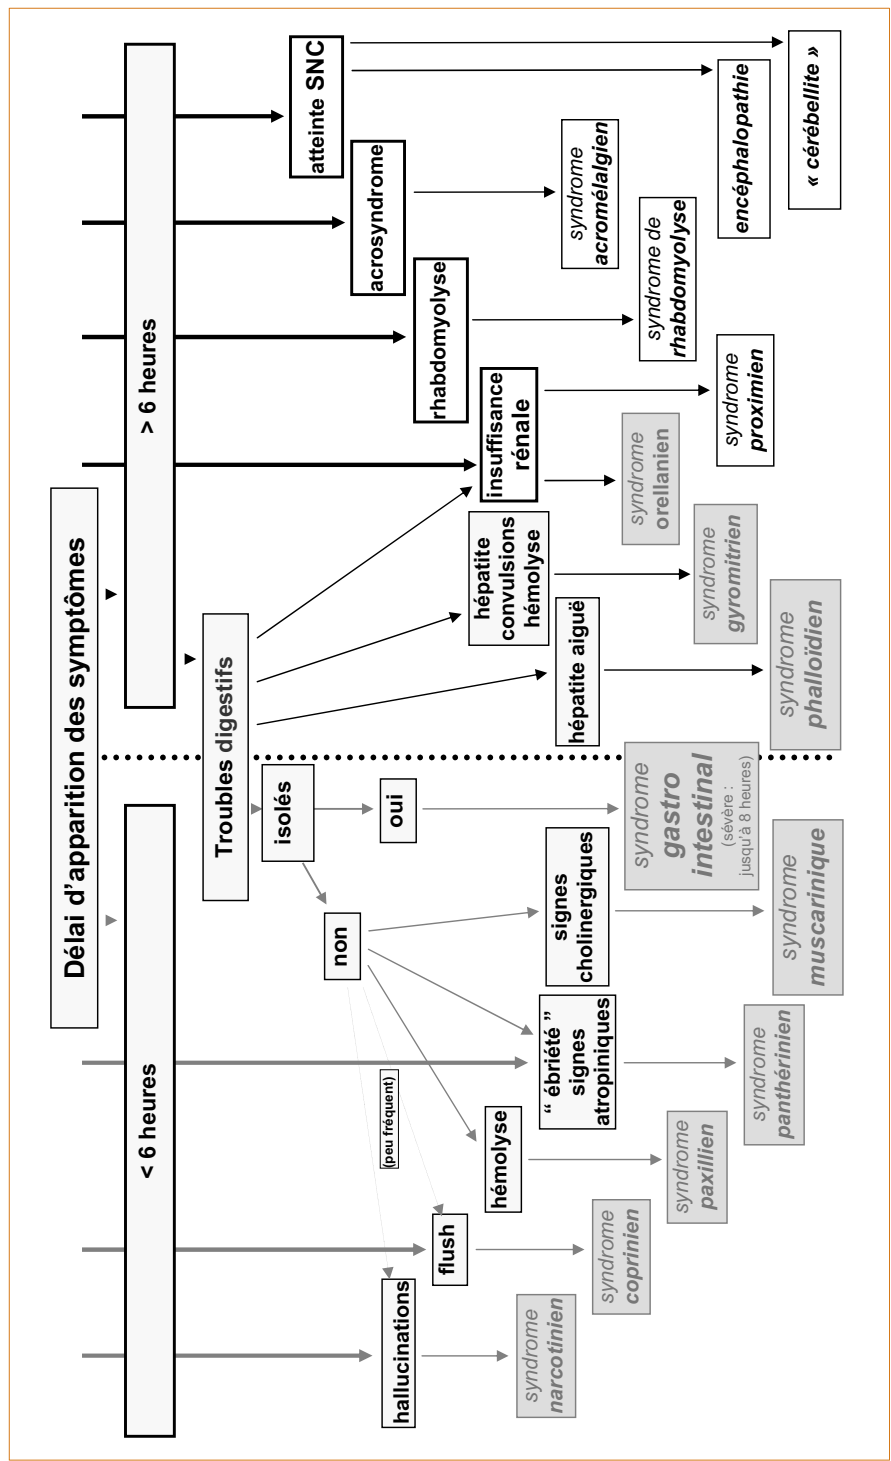 Délai d'apparition des symptômes
< 6 heures
> 6 heures
Troubles digestifs
isolés
oui
non
(peu fréquent)
hallucinations
flush
hémolyse
“ ébriété ”
signes
atropiniques
signes
cholinergiques
hépatite aiguë
hépatite
convulsions
hémolyse
insuffisance
rénale
rhabdomyolyse
acrosyndrome
atteinte SNC
syndrome
narcotinien
syndrome
coprinien
syndrome
paxillien
syndrome
panthérinien
syndrome
muscarinique
syndrome
gastro
intestinal
(sévère :
jusqu'à 8 heures)
syndrome
phalloïdien
syndrome
gyromitrien
syndrome
orellanien
syndrome
proximien
syndrome de
rhabdomyolyse
syndrome
acromélalgien
encéphalopathie
« cérébellite »